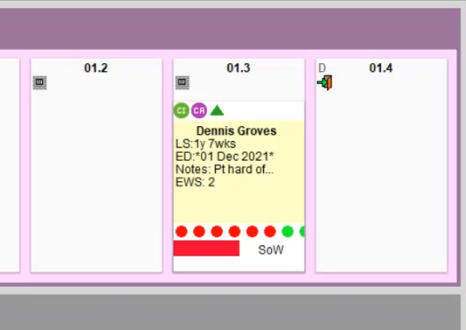 01.2
01.3
D
01.4
CI
CR
Dennis Groves
LS:1y 7wks
ED:*01 Dec 2021*
Notes: Pt hard of...
EWS: 2
SoW